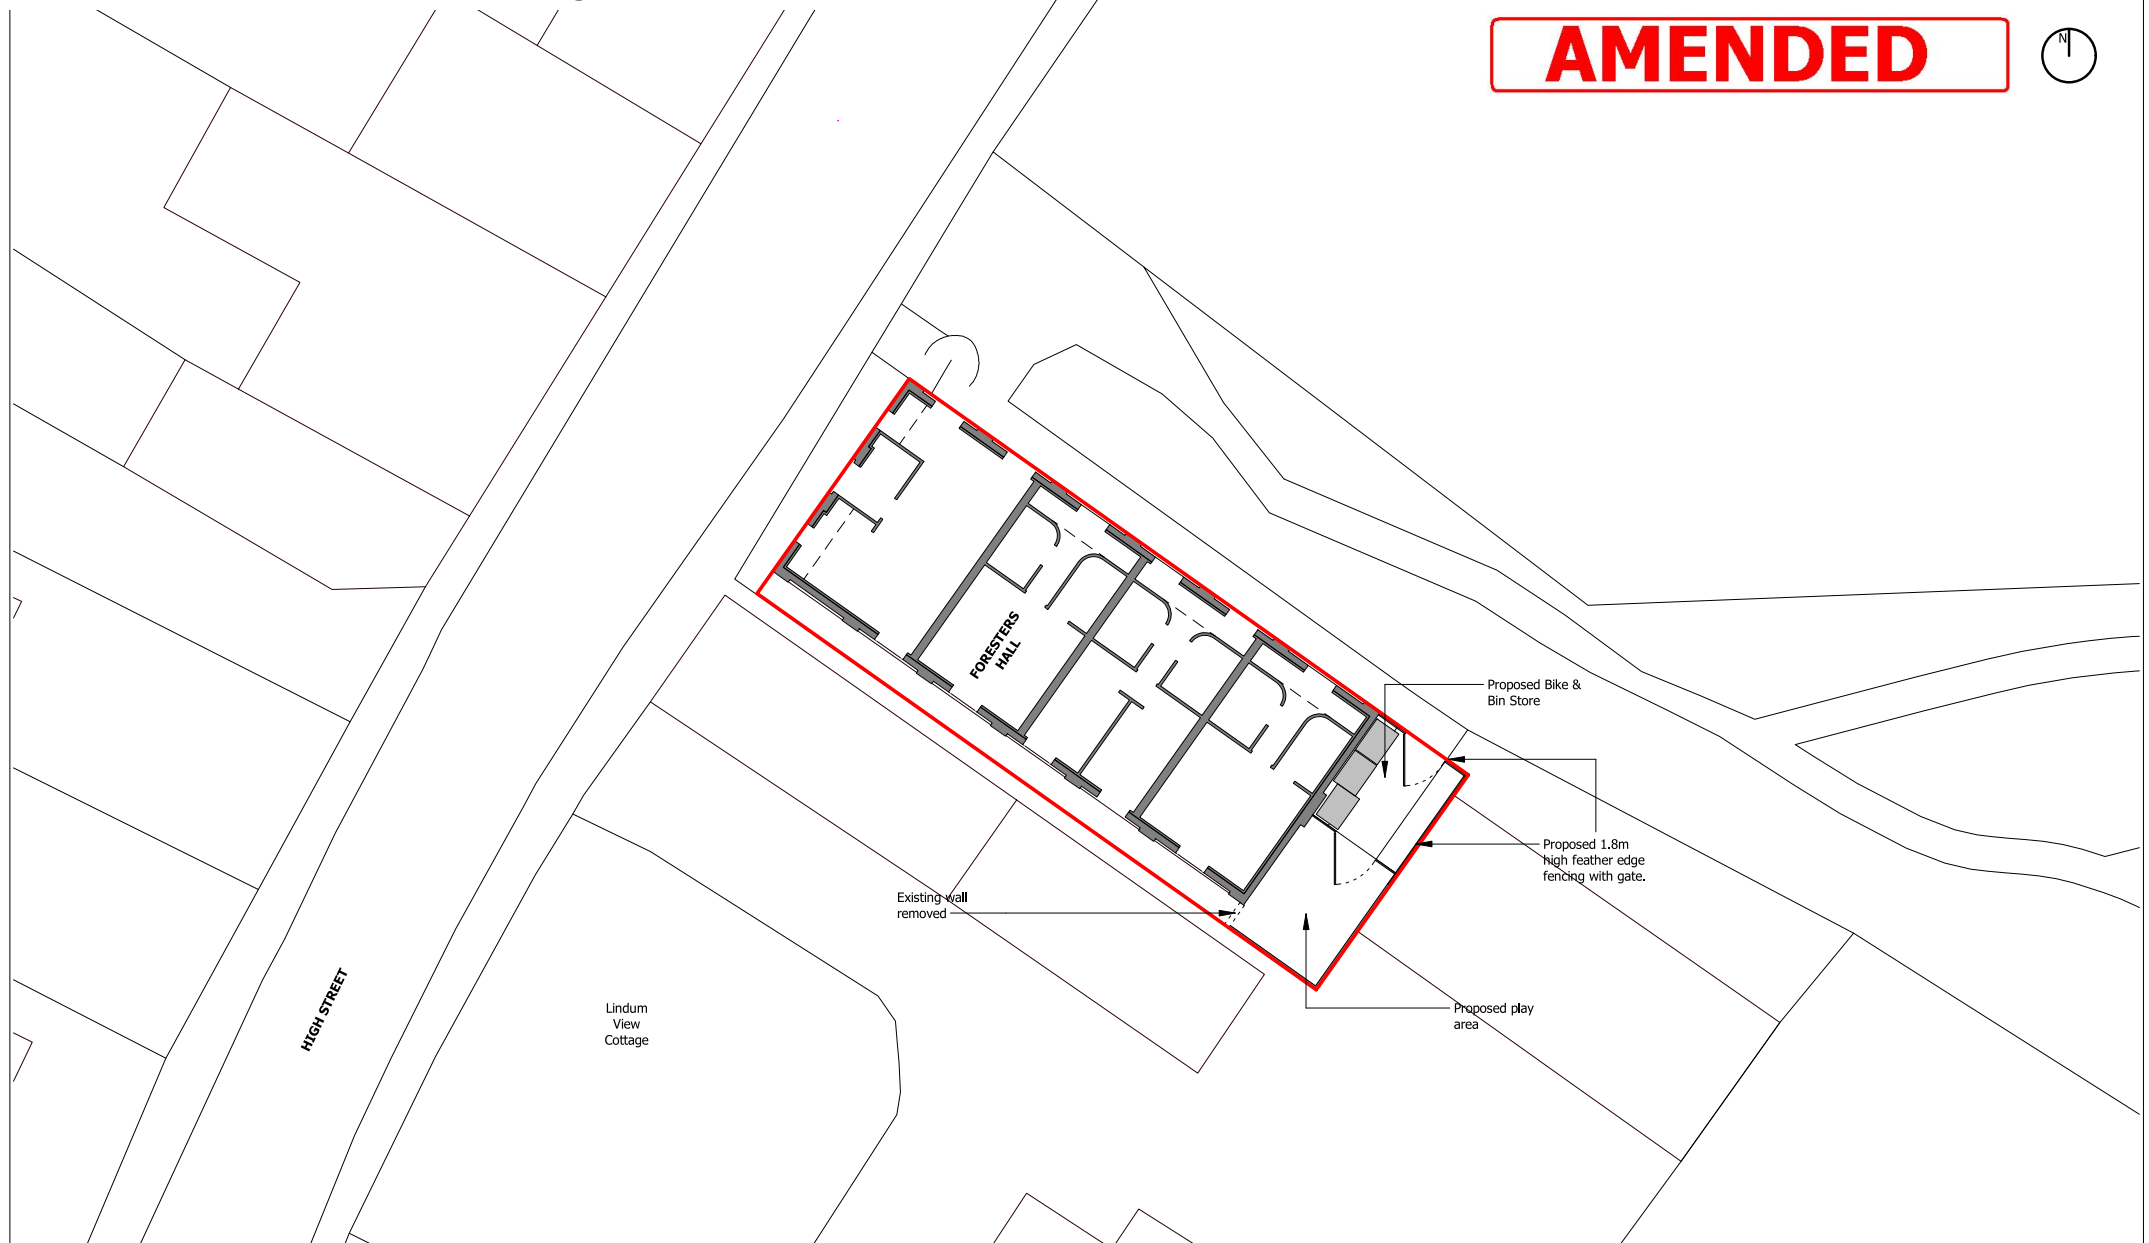 AMENDED
N
FORESTERS
HALL
Proposed Bike &
Bin Store
Proposed 1.8m
high feather edge
fencing with gate.
Existing wall
removed
HIGH STREET
Lindum
View
Cottage
Proposed play
area